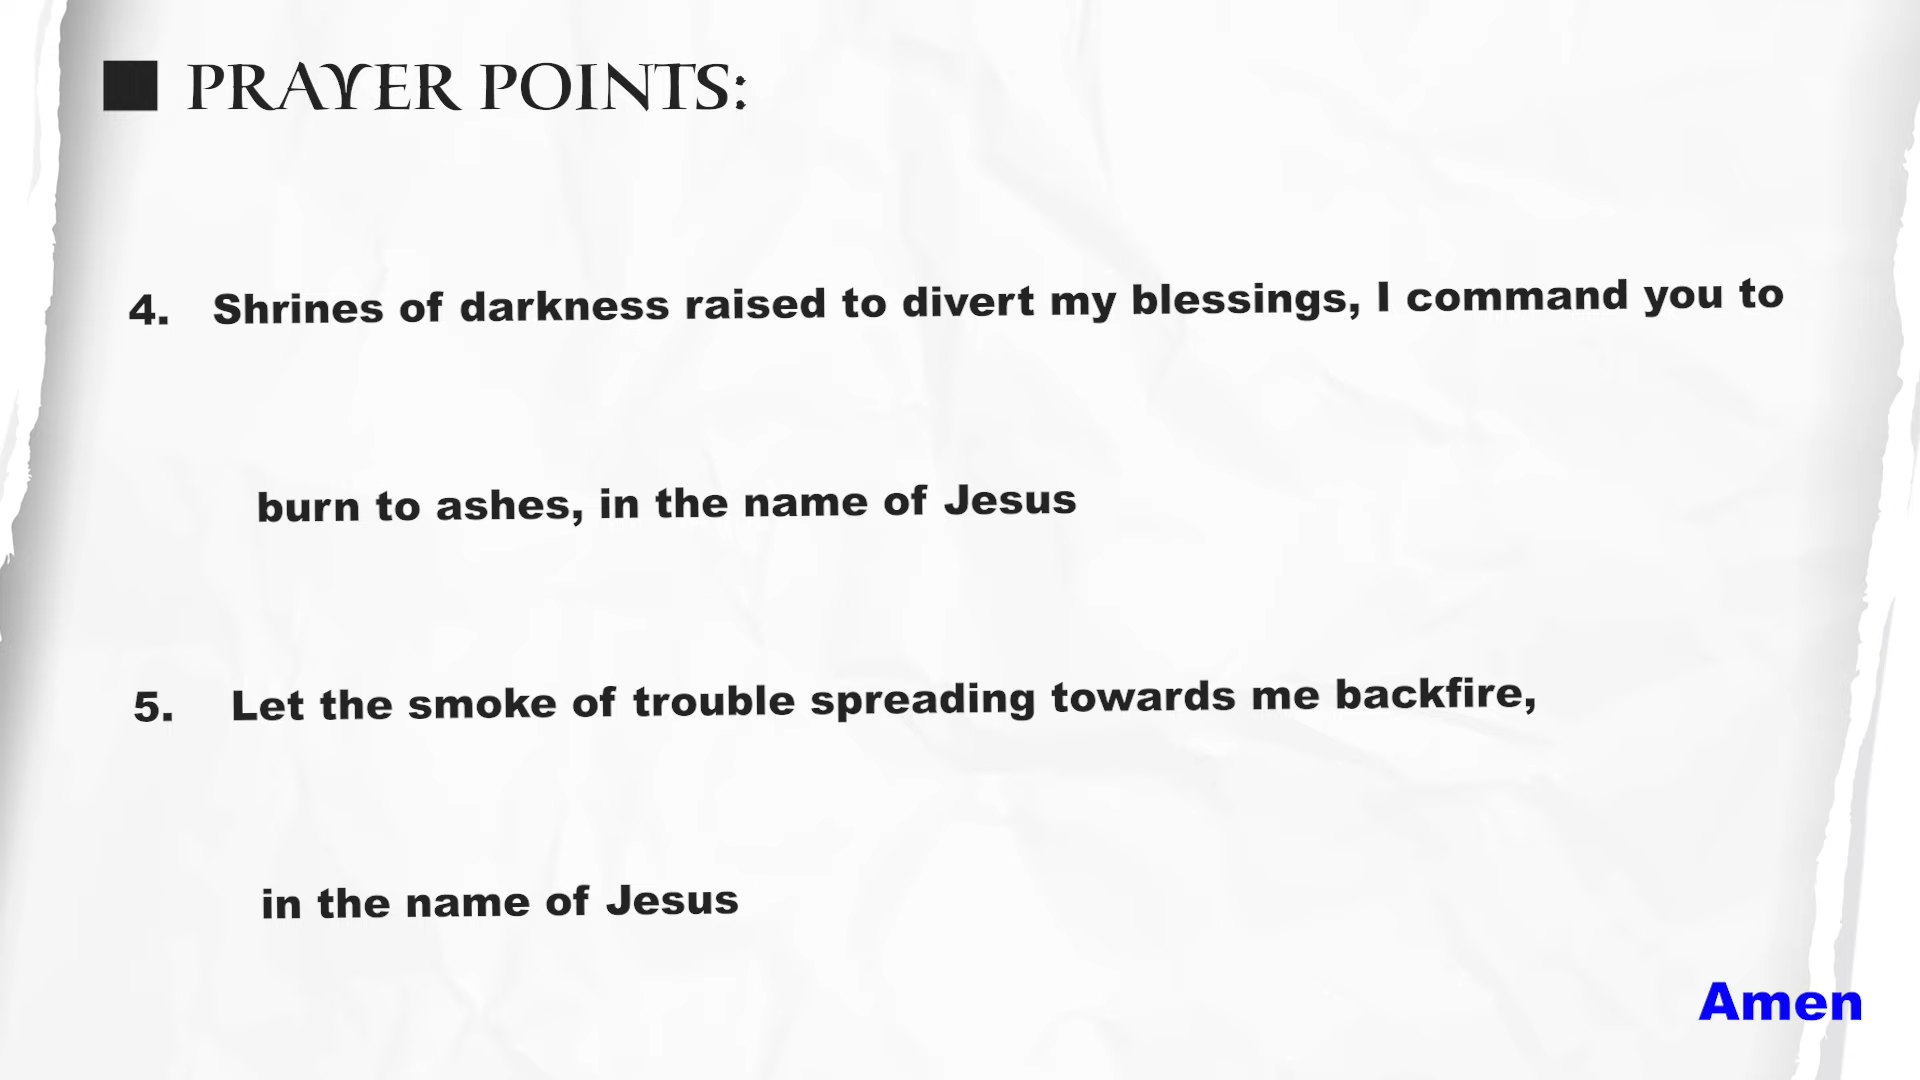 ■ PRAYER POINTS:
4. Shrines of darkness raised to divert my blessings, I command you to
burn to ashes, in the name of Jesus
5. Let the smoke of trouble spreading towards me backfire,
in the name of Jesus
Amen